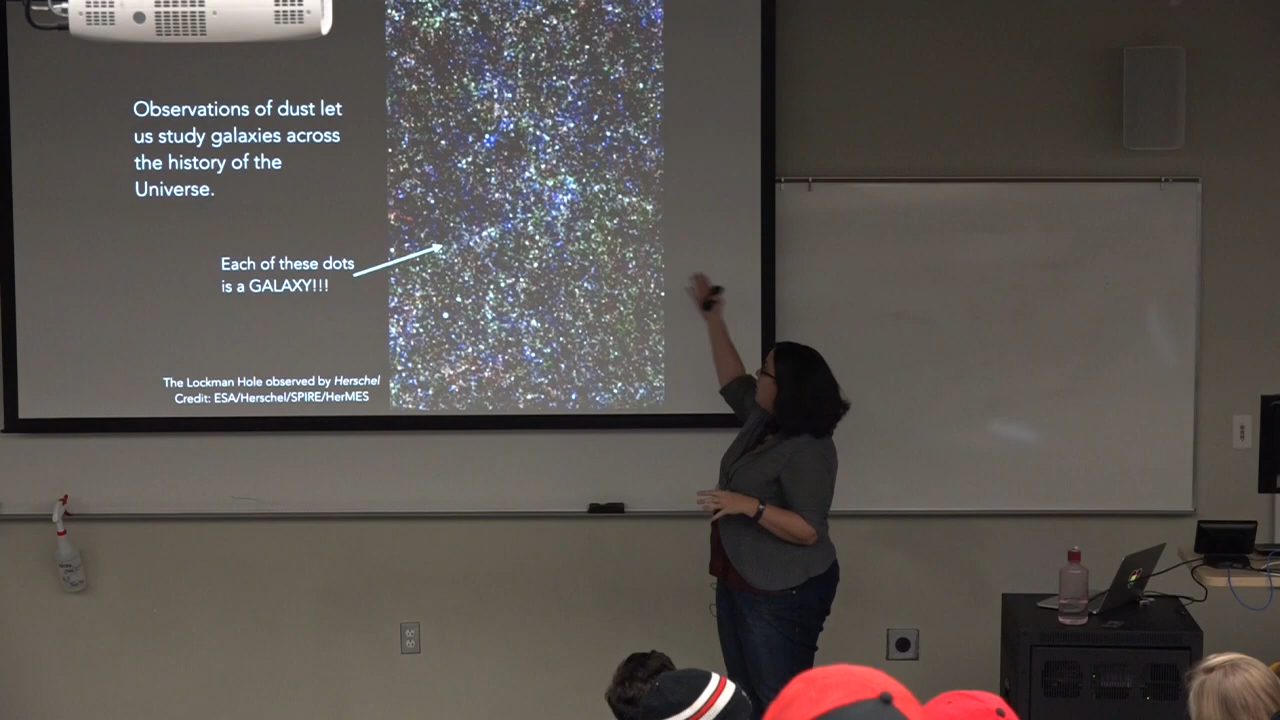 Observations of dust let
us study galaxies across
the history of the
Universe.
Each of these dots
is a GALAXY!!!
The Lockman Hole observed by Herschel
Credit: ESA/Herschel/SPIRE/HerMES